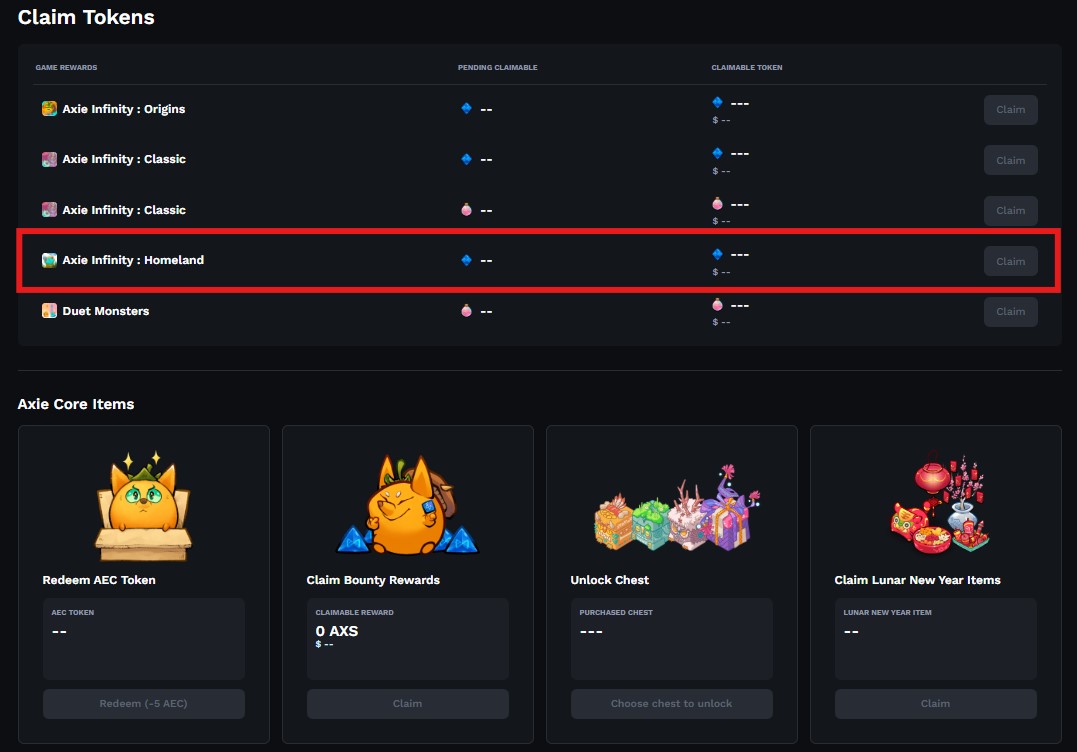 Claim Tokens
GAME REWARDS PENDING CLAIMABLE CLAIMABLE TOKEN
Axie Infinity : Origins -- --- Claim
$ --
Axie Infinity : Classic -- --- Claim
$ --
Axie Infinity : Classic -- --- Claim
$ --
Axie Infinity : Homeland -- --- Claim
$ --
Duet Monsters -- --- Claim
$ --
Axie Core Items
Redeem AEC Token
AEC TOKEN
--
Redeem (-5 AEC)
Claim Bounty Rewards
CLAIMABLE REWARD
0 AXS
$ --
Claim
Unlock Chest
PURCHASED CHEST
---
Choose chest to unlock
Claim Lunar New Year Items
LUNAR NEW YEAR ITEM
--
Claim